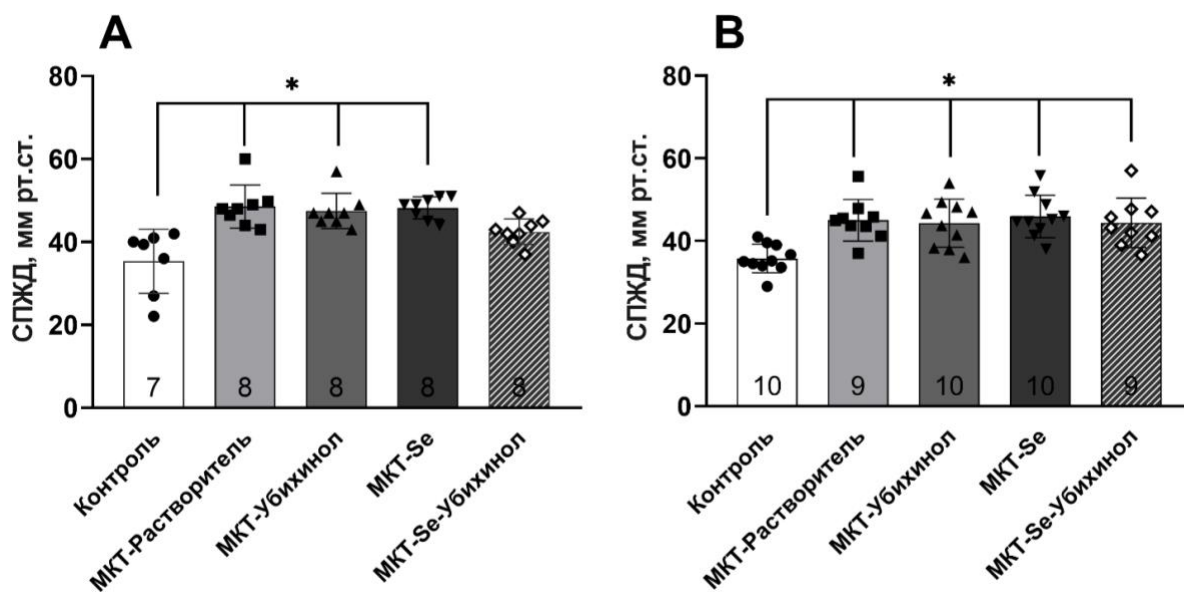 A
СПЖД, мм рт.ст.
80
60
40
20
0
*
7
8
8
8
8
Контроль
МКТ-Растворитель
МКТ-Убихинол
МКТ-Se
МКТ-Se-Убихинол
B
СПЖД, мм рт.ст.
80
60
40
20
0
*
10
9
10
10
9
Контроль
МКТ-Растворитель
МКТ-Убихинол
МКТ-Se
МКТ-Se-Убихинол